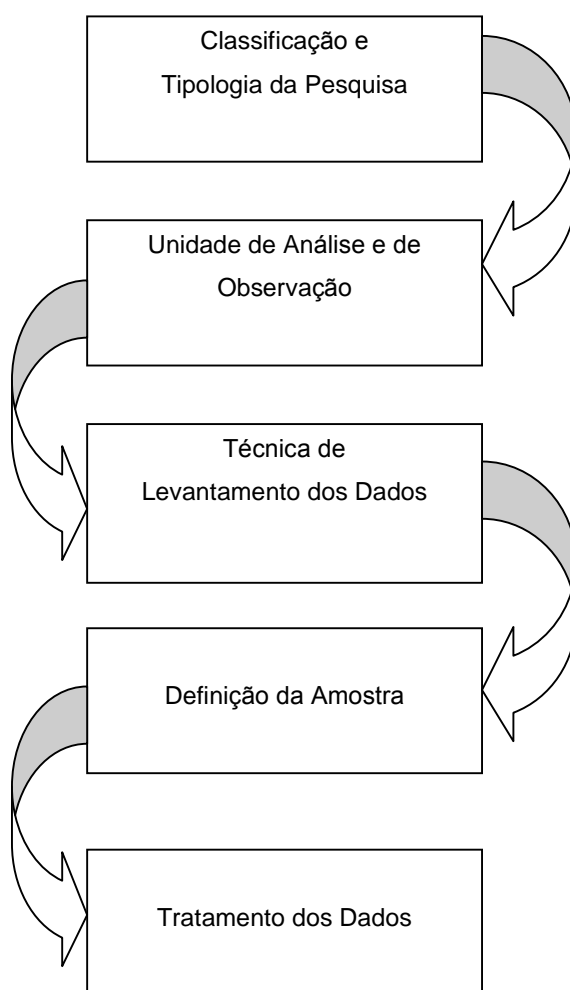 Classificação e
Tipologia da Pesquisa
Unidade de Análise e de
Observação
Técnica de
Levantamento dos Dados
Definição da Amostra
Tratamento dos Dados